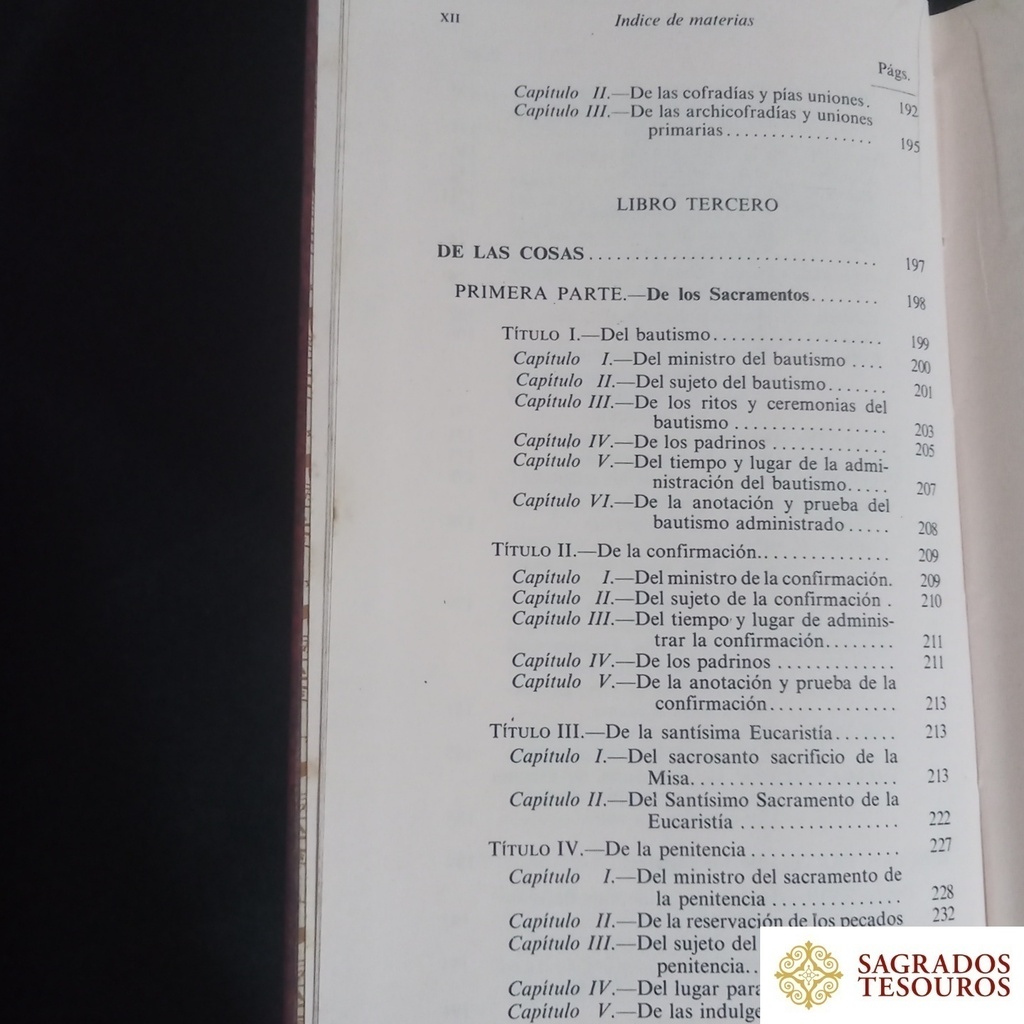 XII Indice de materias
Págs.
Capítulo II.—De las cofradías y pías uniones. 192
Capítulo III.—De las archicofradías y uniones
primarias................. 195
LIBRO TERCERO
DE LAS COSAS............................... 197
PRIMERA PARTE.—De los Sacramentos........ 198
TÍTULO I.—Del bautismo.................. 199
Capítulo I.—Del ministro del bautismo .... 200
Capítulo II.—Del sujeto del bautismo....... 201
Capítulo III.—De los ritos y ceremonias del
bautismo ................. 203
Capítulo IV.—De los padrinos ............. 205
Capítulo V.—Del tiempo y lugar de la admi-
nistración del bautismo..... 207
Capítulo VI.—De la anotación y prueba del
bautismo administrado ..... 208
TÍTULO II.—De la confirmación............... 209
Capítulo I.—Del ministro de la confirmación. 209
Capítulo II.—Del sujeto de la confirmación . 210
Capítulo III.—Del tiempo y lugar de adminis-
trar la confirmación........ 211
Capítulo IV.—De los padrinos ............. 211
Capítulo V.—De la anotación y prueba de la
confirmación.............. 213
TÍTULO III.—De la santísima Eucaristía....... 213
Capítulo I.—Del sacrosanto sacrificio de la
Misa....................... 213
Capítulo II.—Del Santísimo Sacramento de la
Eucaristía ................. 222
TÍTULO IV.—De la penitencia ................ 227
Capítulo I.—Del ministro del sacramento de
la penitencia .............. 228
Capítulo II.—De la reservación de los pecados 232
Capítulo III.—Del sujeto del
penitencia..
Capítulo IV.—Del lugar
Capítulo V.—De las
SAGRADOS
TESOUROS